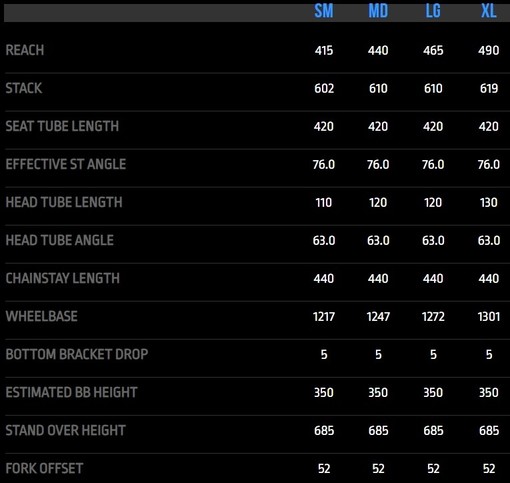 SM MD LG XL
REACH 415 440 465 490
STACK 602 610 610 619
SEAT TUBE LENGTH 420 420 420 420
EFFECTIVE ST ANGLE 76.0 76.0 76.0 76.0
HEAD TUBE LENGTH 110 120 120 130
HEAD TUBE ANGLE 63.0 63.0 63.0 63.0
CHAINSTAY LENGTH 440 440 440 440
WHEELBASE 1217 1247 1272 1301
BOTTOM BRACKET DROP 5 5 5 5
ESTIMATED BB HEIGHT 350 350 350 350
STAND OVER HEIGHT 685 685 685 685
FORK OFFSET 52 52 52 52